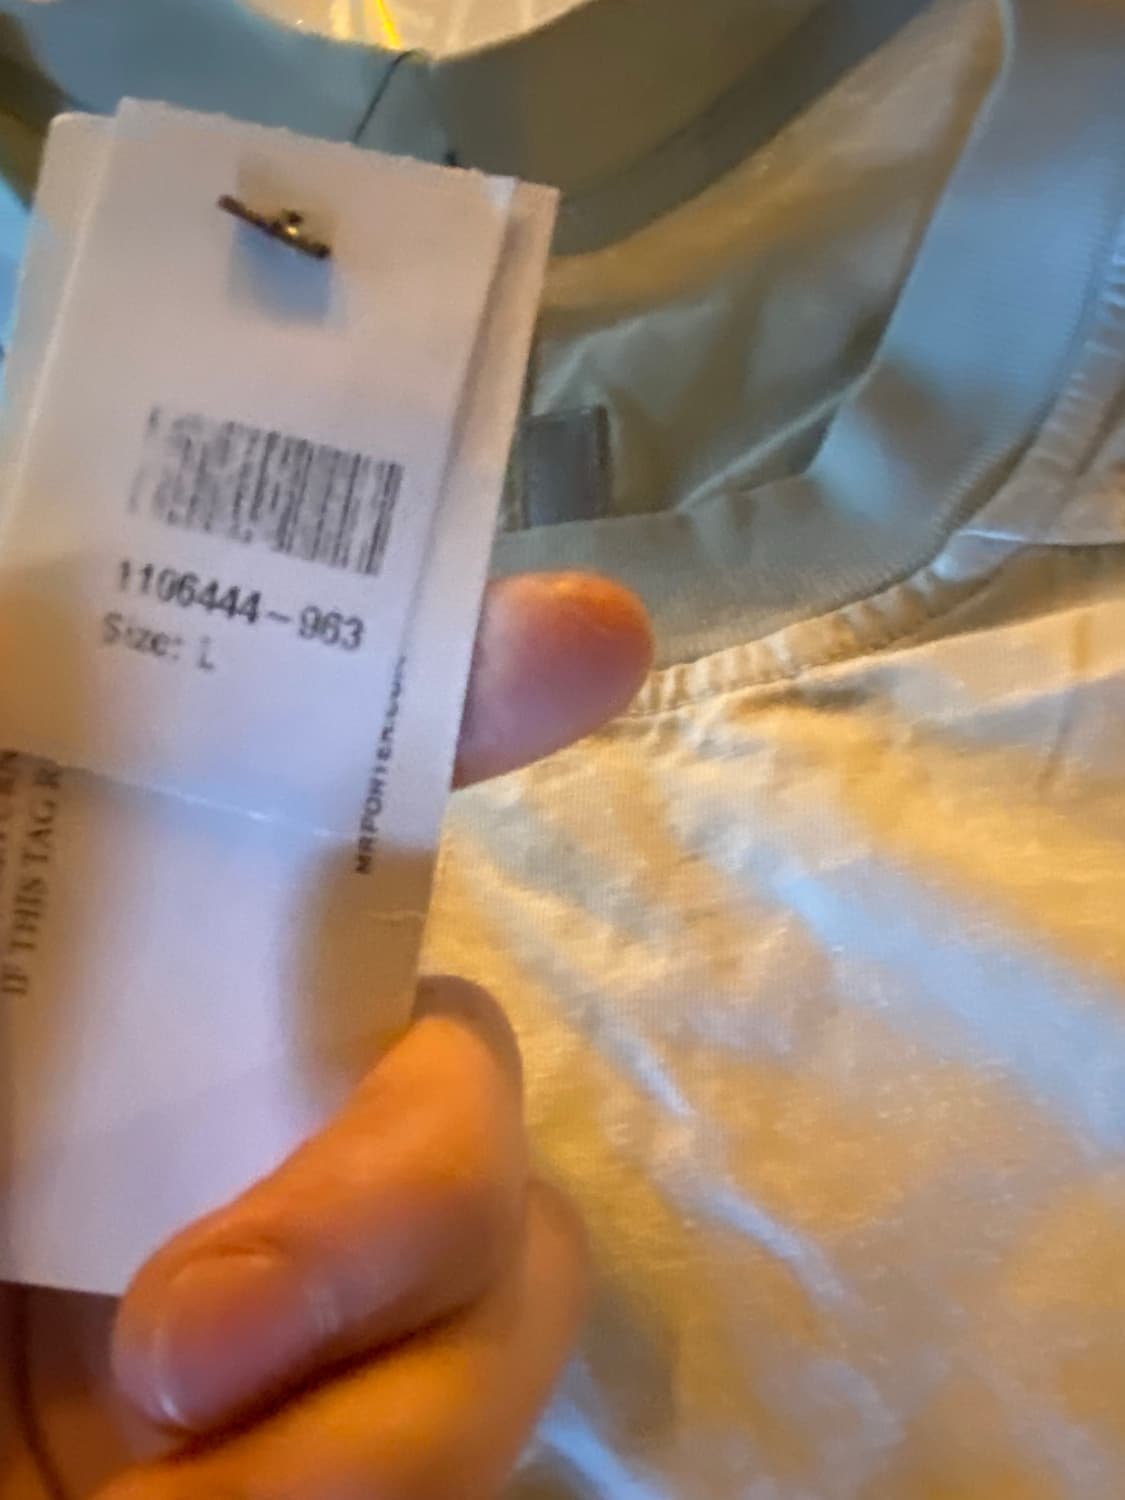 1106444-963
Size: L
MRPORTER.COM
IF THIS TAG